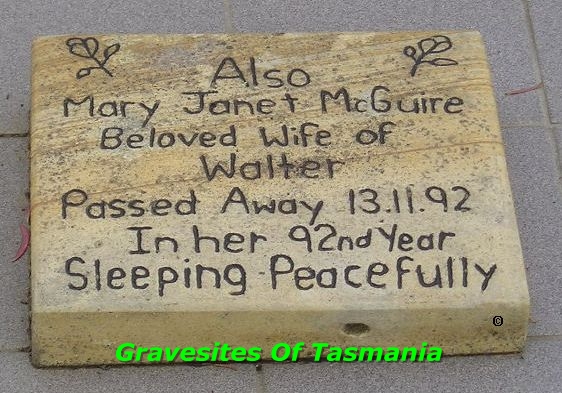 Also
Mary Janet McGuire
Beloved Wife of
Walter
Passed Away 13.11.92
In her 92nd Year
Sleeping Peacefully
©
Gravesites Of Tasmania